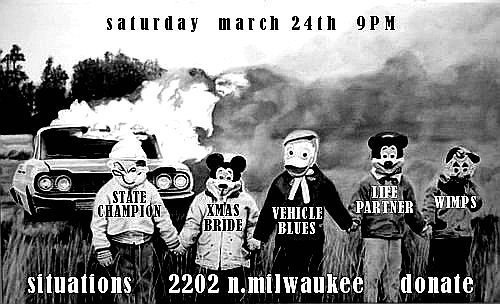 saturday march 24th 9PM
STATE
CHAMPION
XMAS
BRIDE
VEHICLE
BLUES
LIFE
PARTNER
WIMPS
situations 2202 n.milwaukee donate